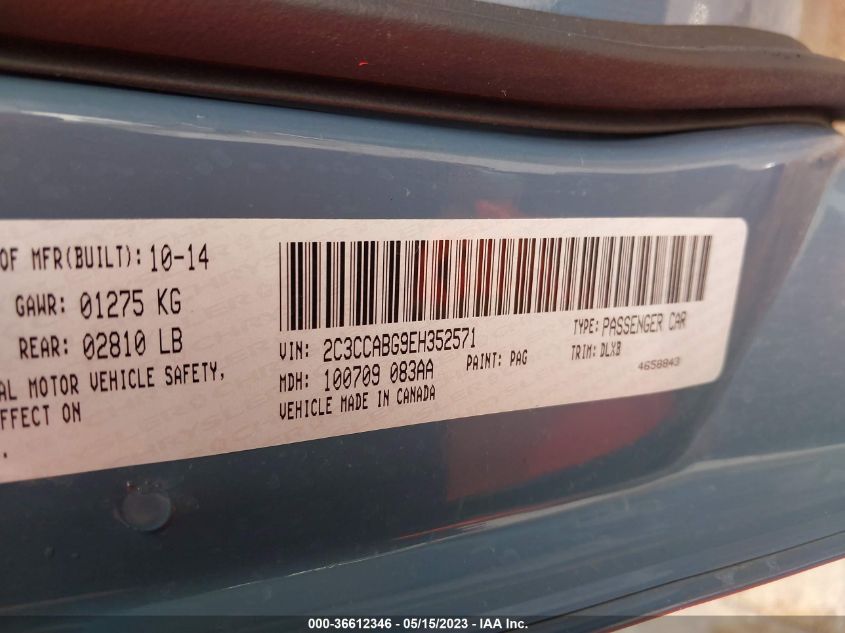 OF MFR(BUILT): 10-14
GAWR: 01275 KG
REAR: 02810 LB
AL MOTOR VEHICLE SAFETY,
FFECT ON
.
VIN: 2C3CCABG9EH352571
TYPE: PASSENGER CAR
MDH: 100709 083AA
PAINT: PAG
TRIM: DLXB
VEHICLE MADE IN CANADA
4658843
000-36612346 - 05/15/2023 - IAA Inc.